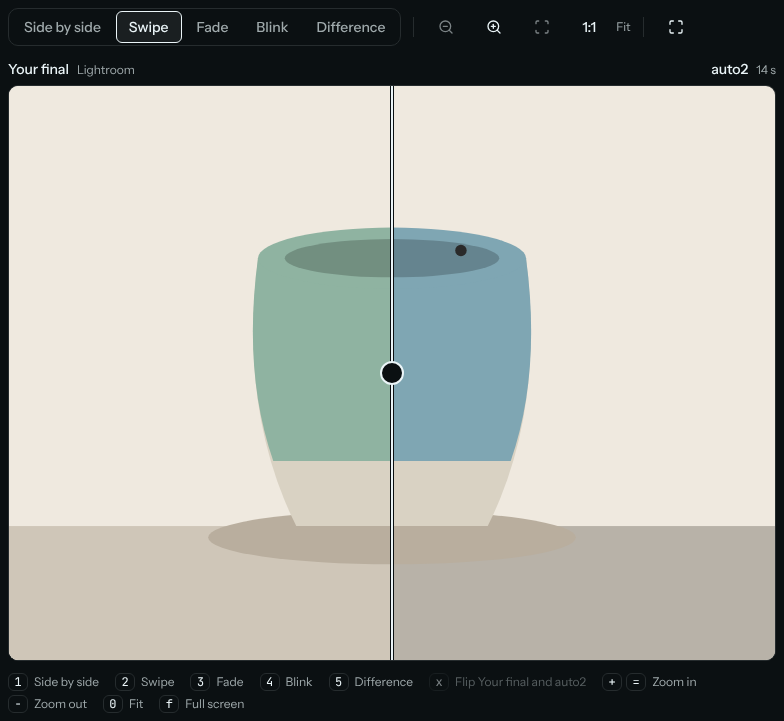 Side by side Swipe Fade Blink Difference 1:1 Fit
Your final Lightroom auto2 14 s
1 Side by side 2 Swipe 3 Fade 4 Blink 5 Difference x Flip Your final and auto2 + = Zoom in
- Zoom out 0 Fit f Full screen